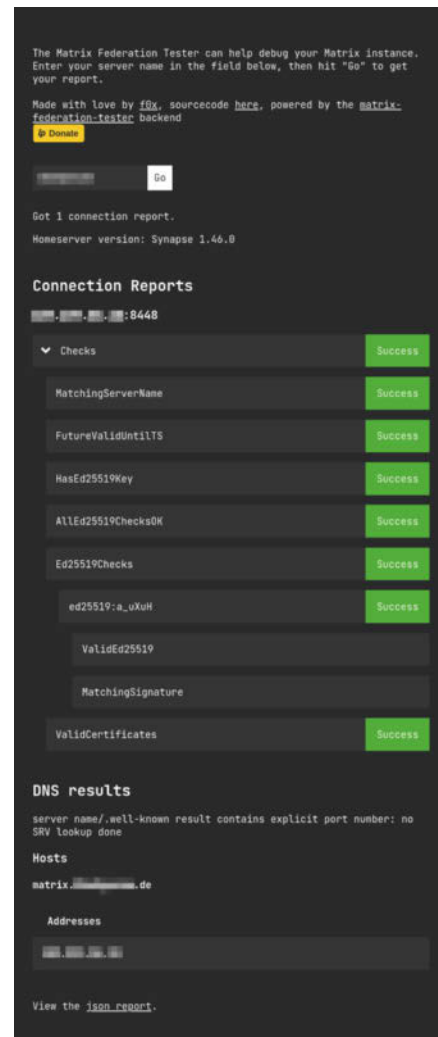 The Matrix Federation Tester can help debug your Matrix instance.
Enter your server name in the field below, then hit "Go" to get
your report.
Made with love by f0x, sourcecode here, powered by the matrix-
federation-tester backend
Donate
Go
Got 1 connection report.
Homeserver version: Synapse 1.46.0
Connection Reports
:8448
Checks Success
MatchingServerName Success
FutureValidUntilTS Success
HasEd25519Key Success
AllEd25519ChecksOK Success
Ed25519Checks Success
ed25519:a_uXuH Success
ValidEd25519
MatchingSignature
ValidCertificates Success
DNS results
server name/.well-known result contains explicit port number: no
SRV lookup done
Hosts
matrix. .de
Addresses
View the json report.